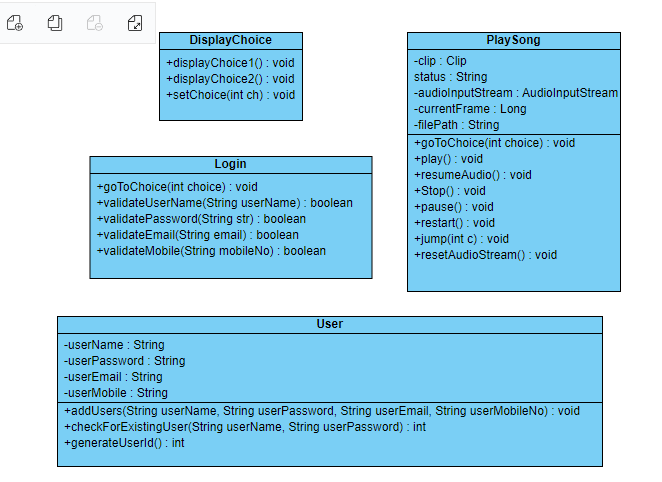 DisplayChoice
+displayChoice1() : void
+displayChoice2() : void
+setChoice(int ch) : void
PlaySong
-clip : Clip
status : String
-audioInputStream : AudioInputStream
-currentFrame : Long
-filePath : String
+goToChoice(int choice) : void
+play() : void
+resumeAudio() : void
+Stop() : void
+pause() : void
+restart() : void
+jump(int c) : void
+resetAudioStream() : void
Login
+goToChoice(int choice) : void
+validateUserName(String userName) : boolean
+validatePassword(String str) : boolean
+validateEmail(String email) : boolean
+validateMobile(String mobileNo) : boolean
User
-userName : String
-userPassword : String
-userEmail : String
-userMobile : String
+addUsers(String userName, String userPassword, String userEmail, String userMobileNo) : void
+checkForExistingUser(String userName, String userPassword) : int
+generateUserId() : int